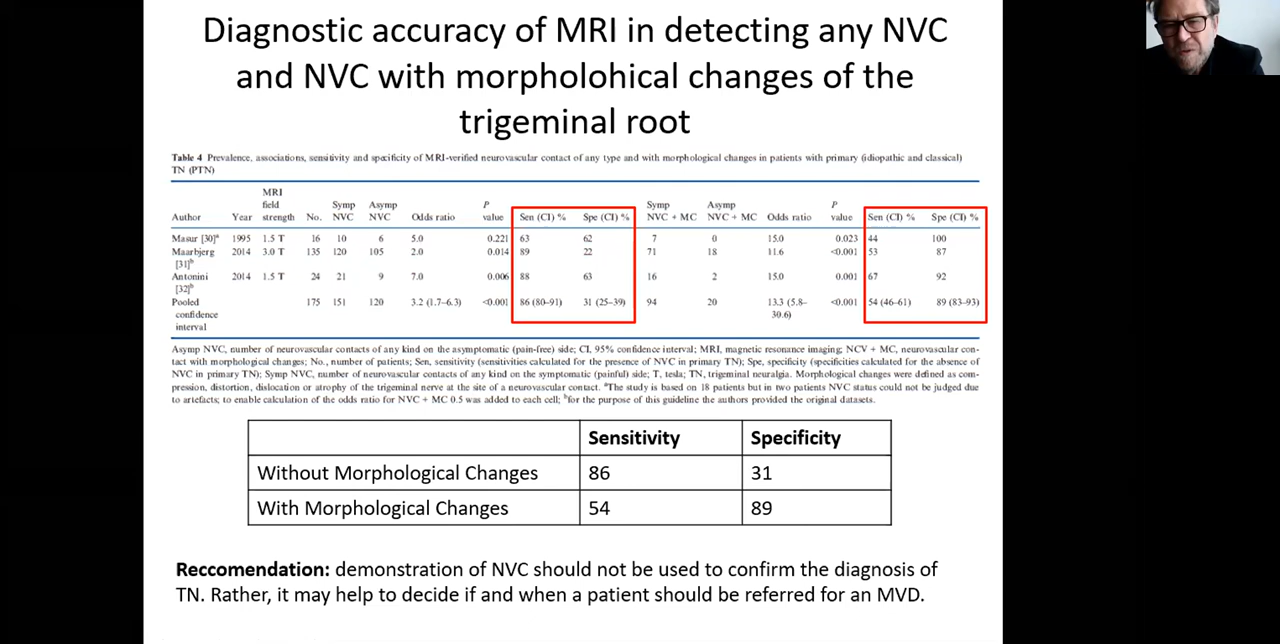 Diagnostic accuracy of MRI in detecting any NVC
and NVC with morpholohical changes of the
trigeminal root
Table 4 Prevalence, associations, sensitivity and specificity of MRI-verified neurovascular contact of any type and with morphological changes in patients with primary (idiopathic and classical)
TN (PTN)
MRI
field Symp Asymp P Symp Asymp P
Author Year strength No. NVC NVC Odds ratio value Sen (CI) % Spe (CI) % NVC + MC NVC + MC Odds ratio value Sen (CI) % Spe (CI) %
Masur [30]a 1995 1.5 T 16 10 6 5.0 0.221 63 62 7 0 15.0 0.023 44 100
Maarbjerg 2014 3.0 T 135 120 105 2.0 0.014 89 22 71 18 11.6 <0.001 53 87
[31]b
Antonini 2014 1.5 T 24 21 9 7.0 0.006 88 63 16 2 15.0 0.001 67 92
[32]b
Pooled 175 151 120 3.2 (1.7–6.3) <0.001 86 (80–91) 31 (25–39) 94 20 13.3 (5.8– <0.001 54 (46–61) 89 (83–93)
confidence 30.6)
interval
Asymp NVC, number of neurovascular contacts of any kind on the asymptomatic (pain-free) side; CI, 95% confidence interval; MRI, magnetic resonance imaging; NCV + MC, neurovascular con-
tact with morphological changes; No., number of patients; Sen, sensitivity (sensitivities calculated for the presence of NVC in primary TN); Spe, specificity (specificities calculated for the absence of
NVC in primary TN); Symp NVC, number of neurovascular contacts of any kind on the symptomatic (painful) side; T, tesla; TN, trigeminal neuralgia. Morphological changes were defined as com-
pression, distortion, dislocation or atrophy of the trigeminal nerve at the site of a neurovascular contact. aThe study is based on 18 patients but in two patients NVC status could not be judged due
to artefacts; to enable calculation of the odds ratio for NVC + MC 0.5 was added to each cell; bfor the purpose of this guideline the authors provided the original datasets.
Sensitivity Specificity
Without Morphological Changes 86 31
With Morphological Changes 54 89
Reccomendation: demonstration of NVC should not be used to confirm the diagnosis of
TN. Rather, it may help to decide if and when a patient should be referred for an MVD.